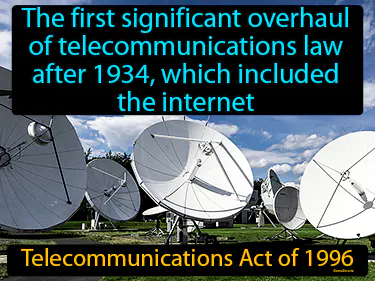 The first significant overhaul
of telecommunications law
after 1934, which included
the internet
Telecommunications Act of 1996